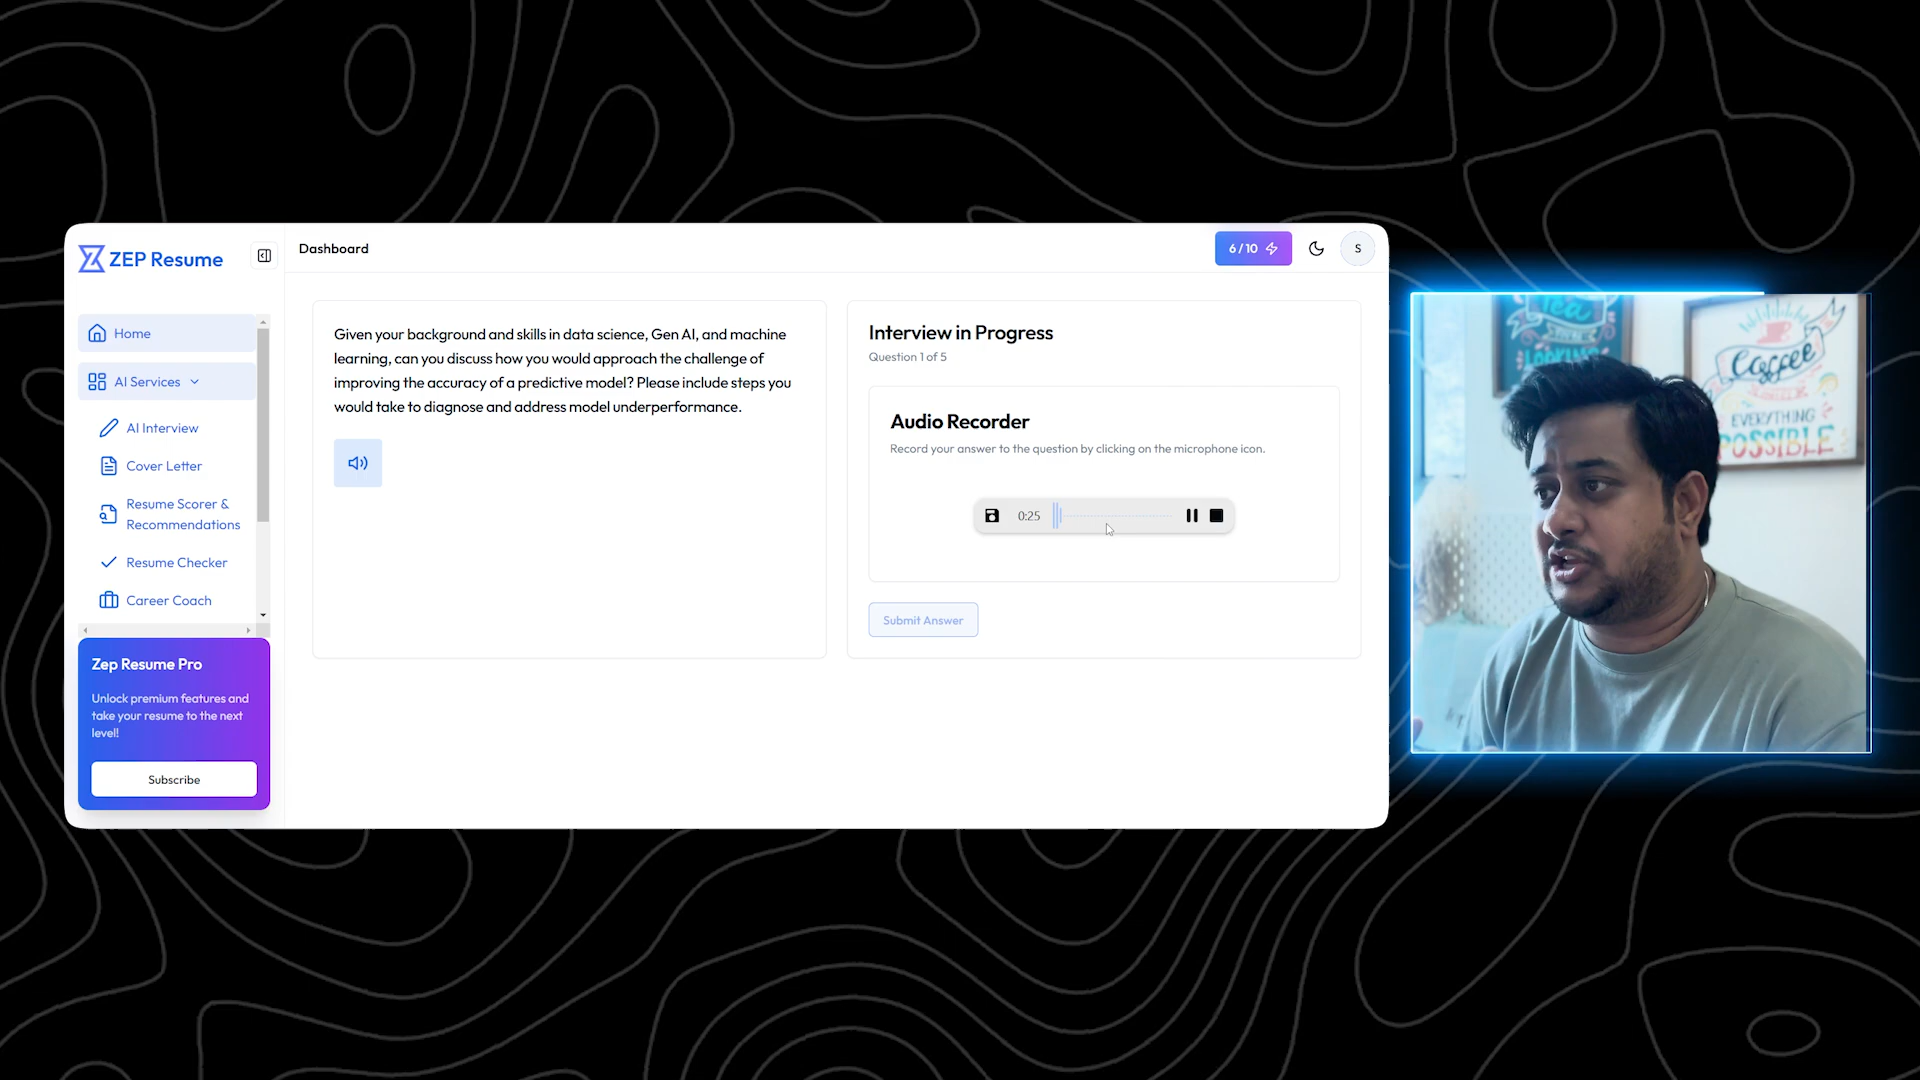 ZEP Resume
Dashboard
6 / 10
S
Home
AI Services
AI Interview
Cover Letter
Resume Scorer &
Recommendations
Resume Checker
Career Coach
Zep Resume Pro
Unlock premium features and
take your resume to the next
level!
Subscribe
Given your background and skills in data science, Gen AI, and machine
learning, can you discuss how you would approach the challenge of
improving the accuracy of a predictive model? Please include steps you
would take to diagnose and address model underperformance.
Interview in Progress
Question 1 of 5
Audio Recorder
Record your answer to the question by clicking on the microphone icon.
0:25
Submit Answer
Tea
LOOKING
Coffee
EVERYTHING
POSSIBLE